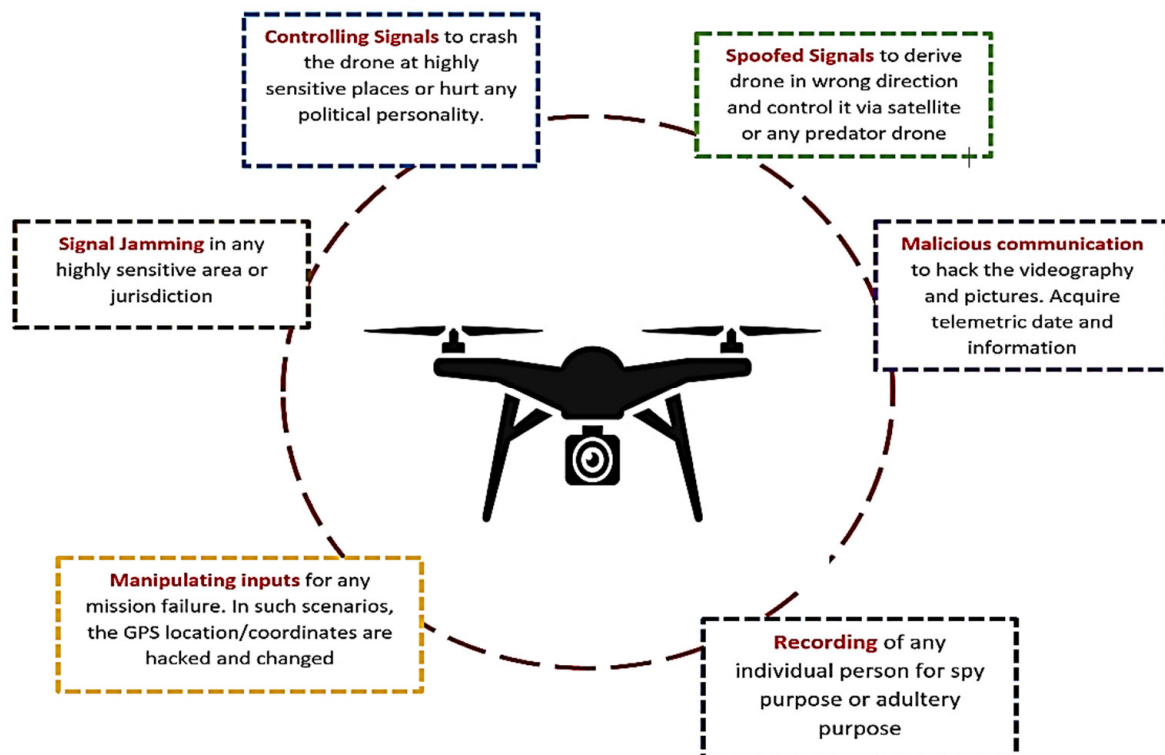 Controlling Signals to crash
the drone at highly
sensitive places or hurt any
political personality.
Spoofed Signals to derive
drone in wrong direction
and control it via satellite
or any predator drone
Signal Jamming in any
highly sensitive area or
jurisdiction
Malicious communication
to hack the videography
and pictures. Acquire
telemetric date and
information
Manipulating inputs for any
mission failure. In such scenarios,
the GPS location/coordinates are
hacked and changed
Recording of any
individual person for spy
purpose or adultery
purpose